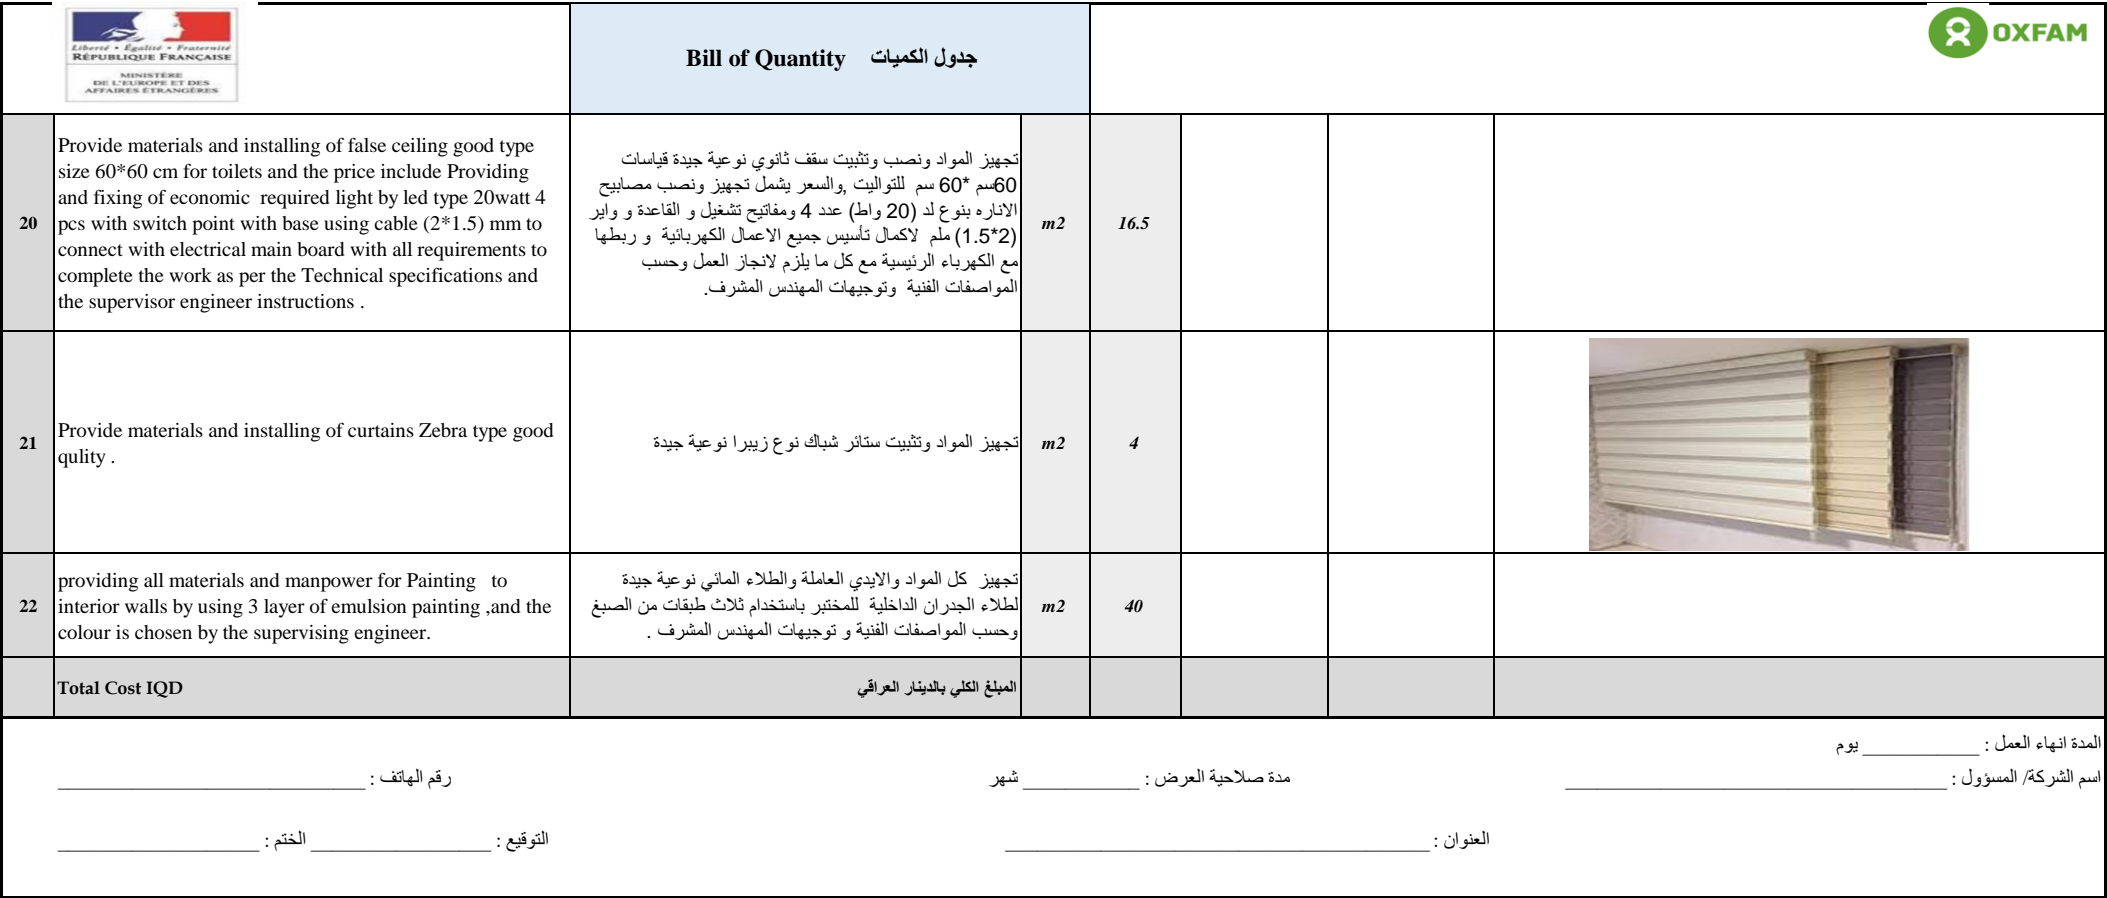 Liberté • Égalité • Fraternité
RÉPUBLIQUE FRANÇAISE
MINISTÈRE
DE L'EUROPE ET DES
AFFAIRES ÉTRANGÈRES
Bill of Quantity جدول الكميات
OXFAM
20
Provide materials and installing of false ceiling good type
size 60*60 cm for toilets and the price include Providing
and fixing of economic required light by led type 20watt 4
pcs with switch point with base using cable (2*1.5) mm to
connect with electrical main board with all requirements to
complete the work as per the Technical specifications and
the supervisor engineer instructions .
تجهيز المواد ونصب وتثبيت سقف ثانوي نوعية جيدة قياسات
60سم *60 سم للتواليت ,والسعر يشمل تجهيز ونصب مصابيح
الاناره بنوع لد (20 واط) عدد 4 ومفاتيح تشغيل و القاعدة و واير
(2*1.5) ملم لاكمال تأسيس جميع الاعمال الكهربائية و ربطها
مع الكهرباء الرئيسية مع كل ما يلزم لانجاز العمل وحسب
المواصفات الفنية وتوجيهات المهندس المشرف.
m2
16.5
21
Provide materials and installing of curtains Zebra type good
qulity .
تجهيز المواد وتثبيت ستائر شباك نوع زيبرا نوعية جيدة
m2
4
22
providing all materials and manpower for Painting to
interior walls by using 3 layer of emulsion painting ,and the
colour is chosen by the supervising engineer.
تجهيز كل المواد والايدي العاملة والطلاء المائي نوعية جيدة
لطلاء الجدران الداخلية للمختبر باستخدام ثلاث طبقات من الصبغ
وحسب المواصفات الفنية و توجيهات المهندس المشرف .
m2
40
Total Cost IQD
المبلغ الكلي بالدينار العراقي
المدة انهاء العمل : ___________ يوم
اسم الشركة/ المسؤول : ____________________________________
مدة صلاحية العرض : ___________ شهر
رقم الهاتف : _____________________________
العنوان : ________________________________________
التوقيع : _________________ الختم : ___________________